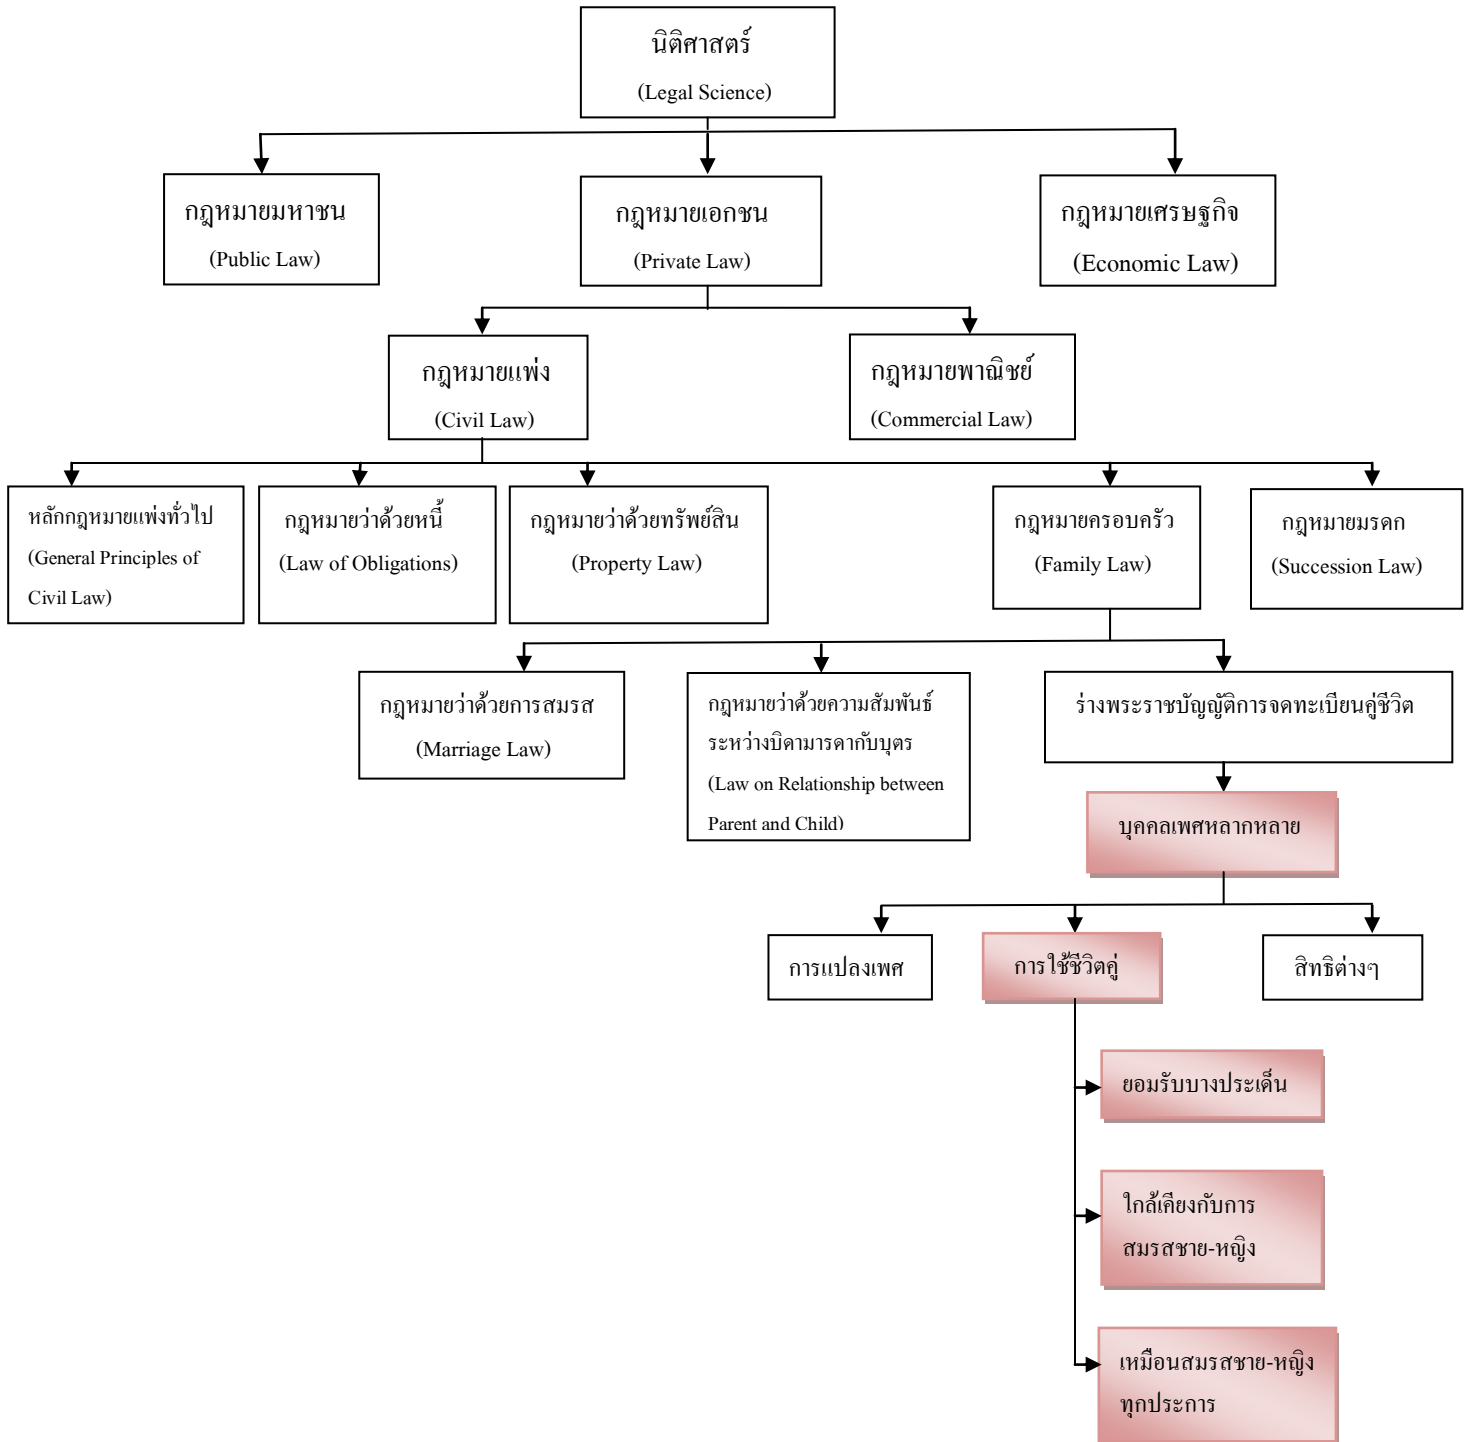 นิติศาสตร์
(Legal Science)
กฎหมายมหาชน
(Public Law)
กฎหมายเอกชน
(Private Law)
กฎหมายเศรษฐกิจ
(Economic Law)
กฎหมายแพ่ง
(Civil Law)
กฎหมายพาณิชย์
(Commercial Law)
หลักกฎหมายแพ่งทั่วไป
(General Principles of
Civil Law)
กฎหมายว่าด้วยหนี้
(Law of Obligations)
กฎหมายว่าด้วยทรัพย์สิน
(Property Law)
กฎหมายครอบครัว
(Family Law)
กฎหมายมรดก
(Succession Law)
กฎหมายว่าด้วยการสมรส
(Marriage Law)
กฎหมายว่าด้วยความสัมพันธ์
ระหว่างบิดามารดากับบุตร
(Law on Relationship between
Parent and Child)
ร่างพระราชบัญญัติการจดทะเบียนคู่ชีวิต
บุคคลเพศหลากหลาย
การแปลงเพศ
การใช้ชีวิตคู่
สิทธิต่างๆ
ยอมรับบางประเด็น
ใกล้เคียงกับการ
สมรสชาย-หญิง
เหมือนสมรสชาย-หญิง
ทุกประการ